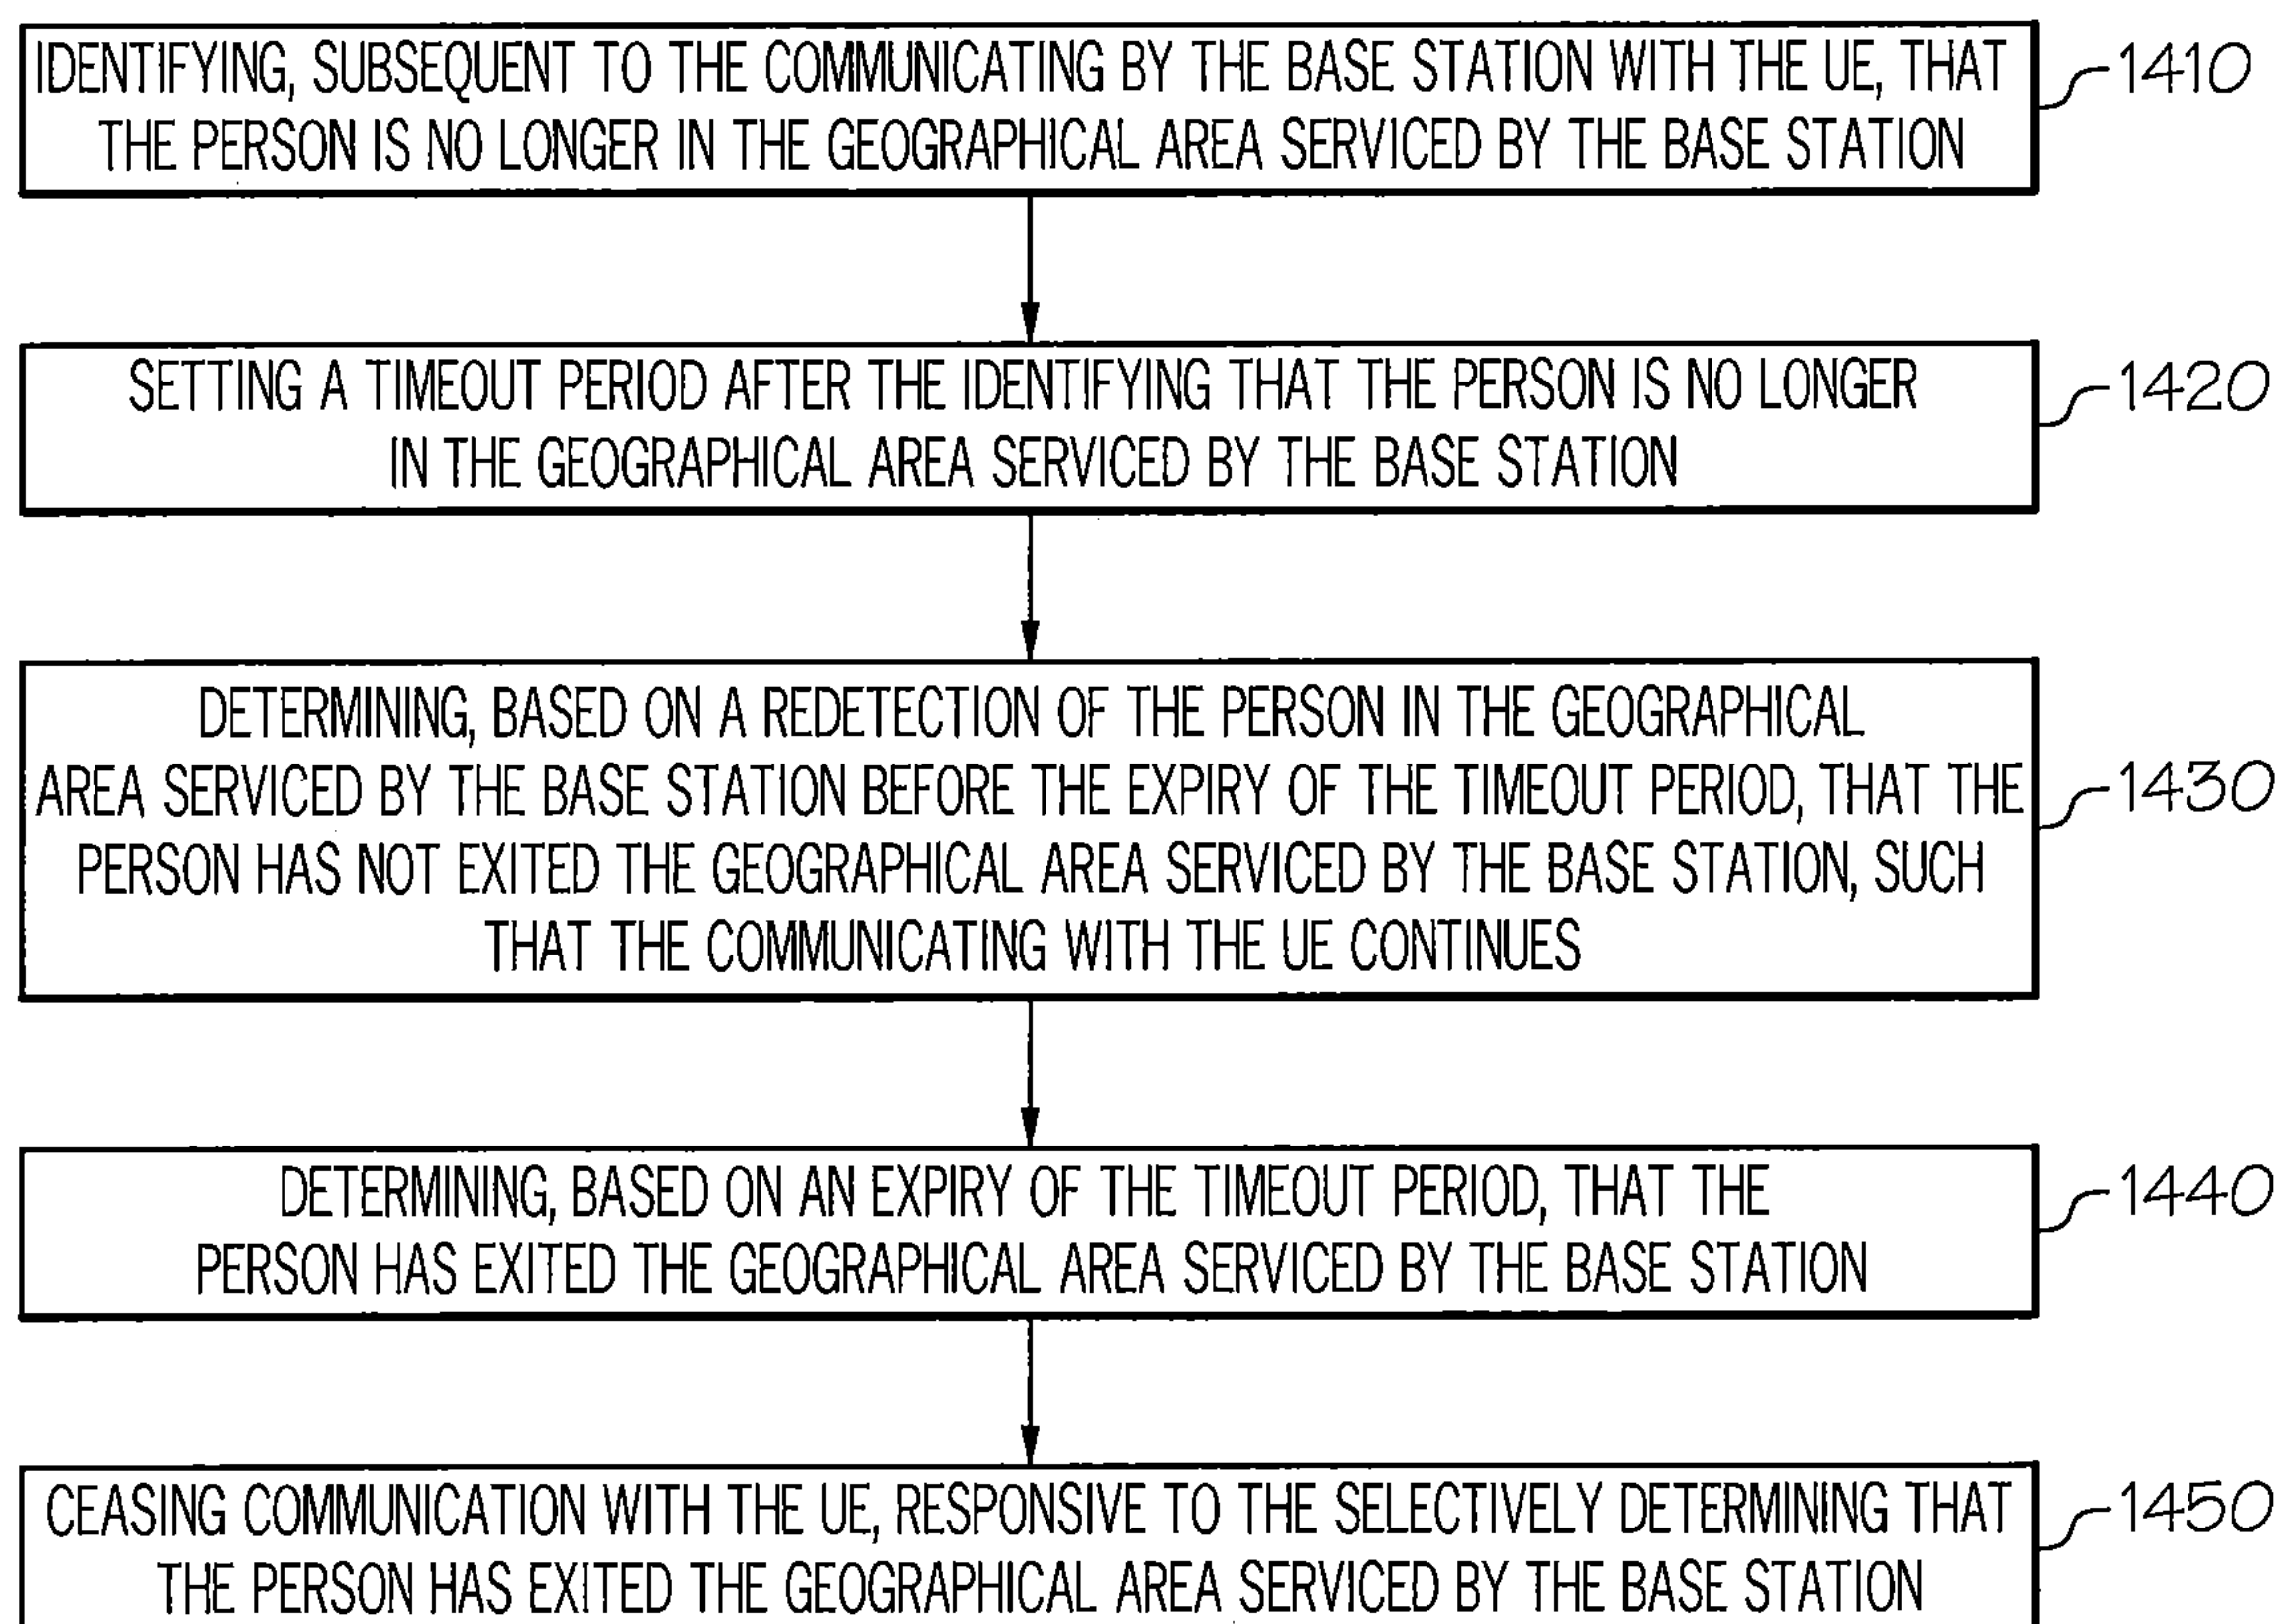 IDENTIFYING, SUBSEQUENT TO THE COMMUNICATING BY THE BASE STATION WITH THE UE, THAT
THE PERSON IS NO LONGER IN THE GEOGRAPHICAL AREA SERVICED BY THE BASE STATION
1410
SETTING A TIMEOUT PERIOD AFTER THE IDENTIFYING THAT THE PERSON IS NO LONGER
IN THE GEOGRAPHICAL AREA SERVICED BY THE BASE STATION
1420
DETERMINING, BASED ON A REDETECTION OF THE PERSON IN THE GEOGRAPHICAL
AREA SERVICED BY THE BASE STATION BEFORE THE EXPIRY OF THE TIMEOUT PERIOD, THAT THE
PERSON HAS NOT EXITED THE GEOGRAPHICAL AREA SERVICED BY THE BASE STATION, SUCH
THAT THE COMMUNICATING WITH THE UE CONTINUES
1430
DETERMINING, BASED ON AN EXPIRY OF THE TIMEOUT PERIOD, THAT THE
PERSON HAS EXITED THE GEOGRAPHICAL AREA SERVICED BY THE BASE STATION
1440
CEASING COMMUNICATION WITH THE UE, RESPONSIVE TO THE SELECTIVELY DETERMINING THAT
THE PERSON HAS EXITED THE GEOGRAPHICAL AREA SERVICED BY THE BASE STATION
1450